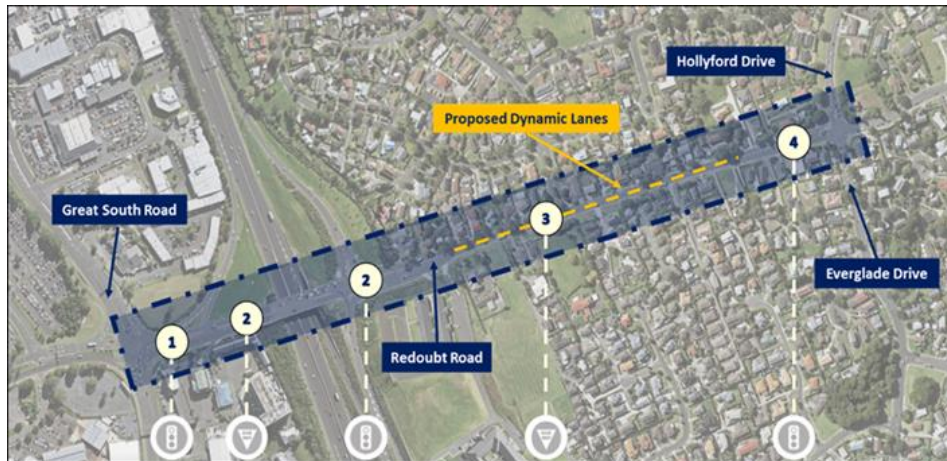 Hollyford Drive
Proposed Dynamic Lanes
4
Great South Road
3
2
Everglade Drive
2
1
Redoubt Road